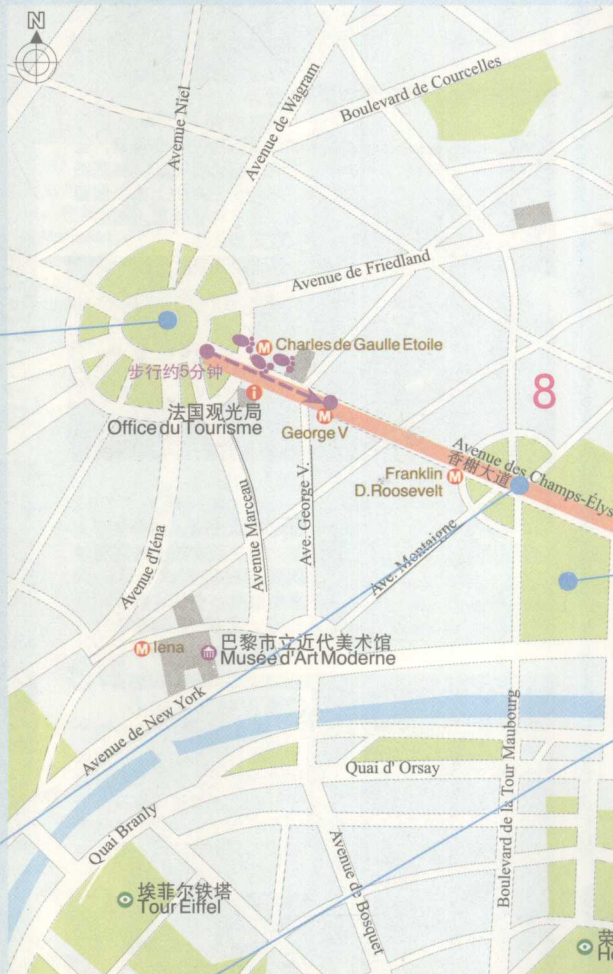 N
Avenue Niel
Avenue de Wagram
Boulevard de Courcelles
Avenue de Friedland
M Charles de Gaulle Etoile
步行约5分钟
i
法国观光局
Office du Tourisme
M
George V
8
Avenue des Champs-Élys
香榭大道
Franklin
D.Roosevelt M
Avenue d'Iéna
Avenue Marceau
Ave. George V.
Ave. Montaigne
M Iena
巴黎市立近代美术馆
Musée d'Art Moderne
Avenue de New York
Quai d' Orsay
Boulevard de la Tour Maubourg
Quai Branly
Avenue de Bosquet
埃菲尔铁塔
Tour Eiffel